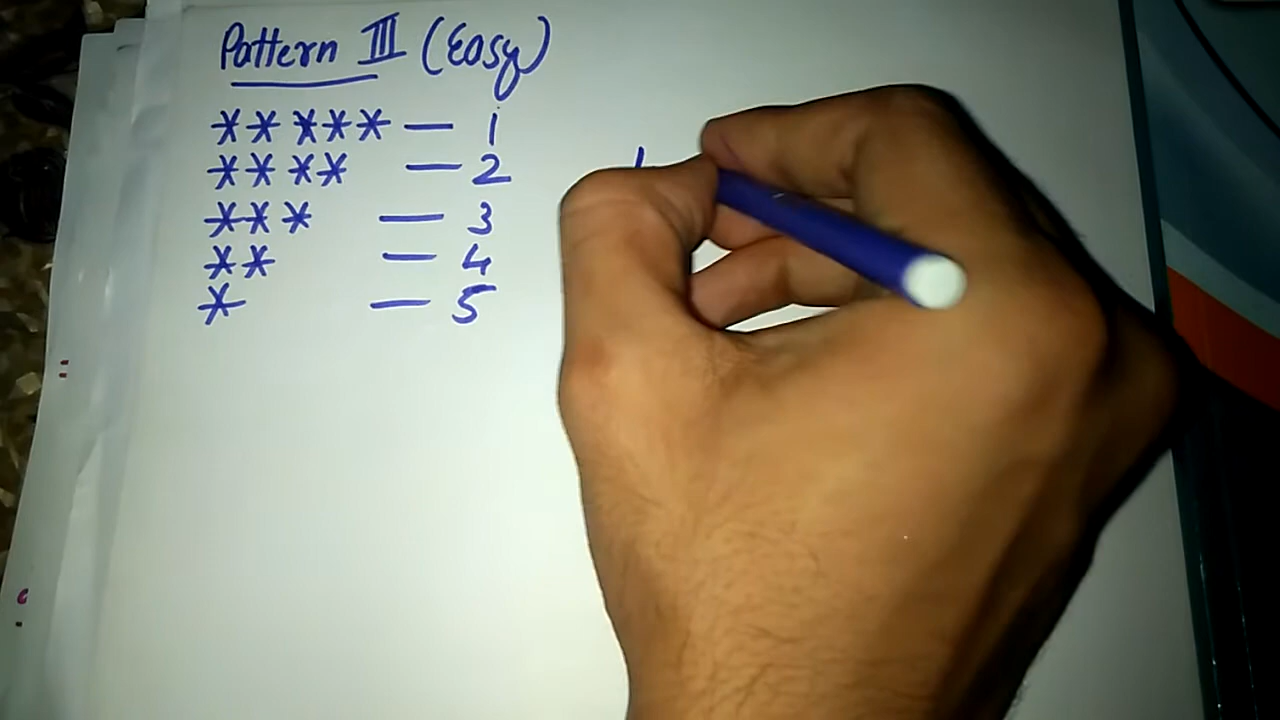 Pattern III (Easy)
***** — 1
**** — 2
*** — 3
** — 4
* — 5